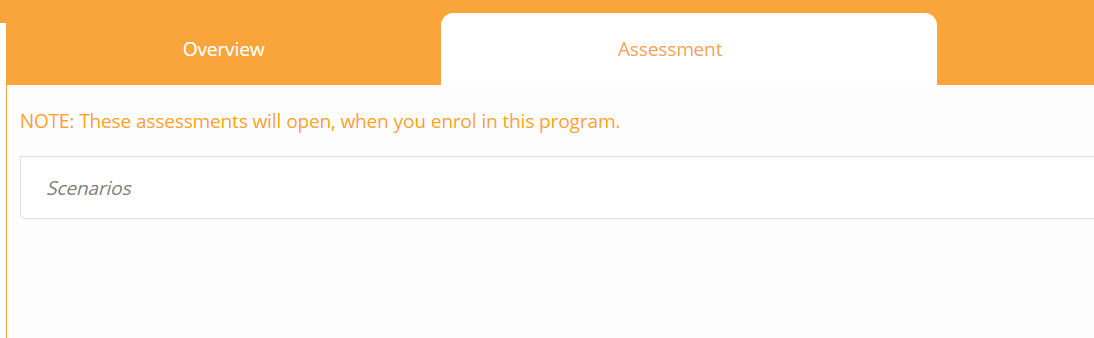 Overview
Assessment
NOTE: These assessments will open, when you enrol in this program.
Scenarios